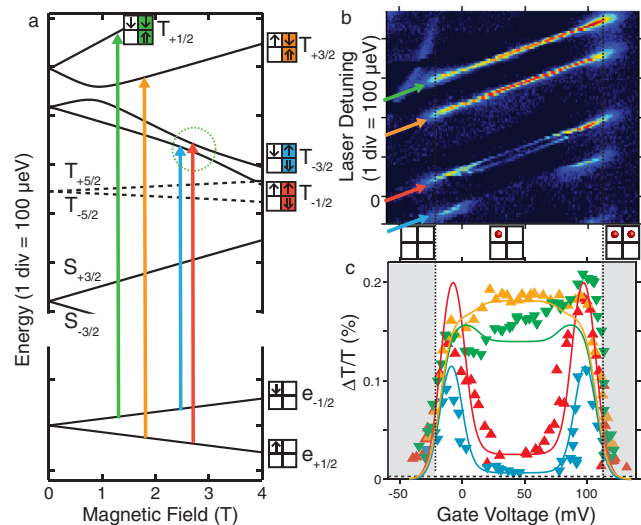 a
T+1/2
T+3/2
T-3/2
T-1/2
T+5/2
T-5/2
S+3/2
S-3/2
e-1/2
e+1/2
Energy (1 div = 100 µeV)
0
1
2
3
4
Magnetic Field (T)
b
Laser Detuning
(1 div = 100 µeV)
0
c
0.2
0.1
0
ΔT/T (%)
-50
0
50
100
Gate Voltage (mV)